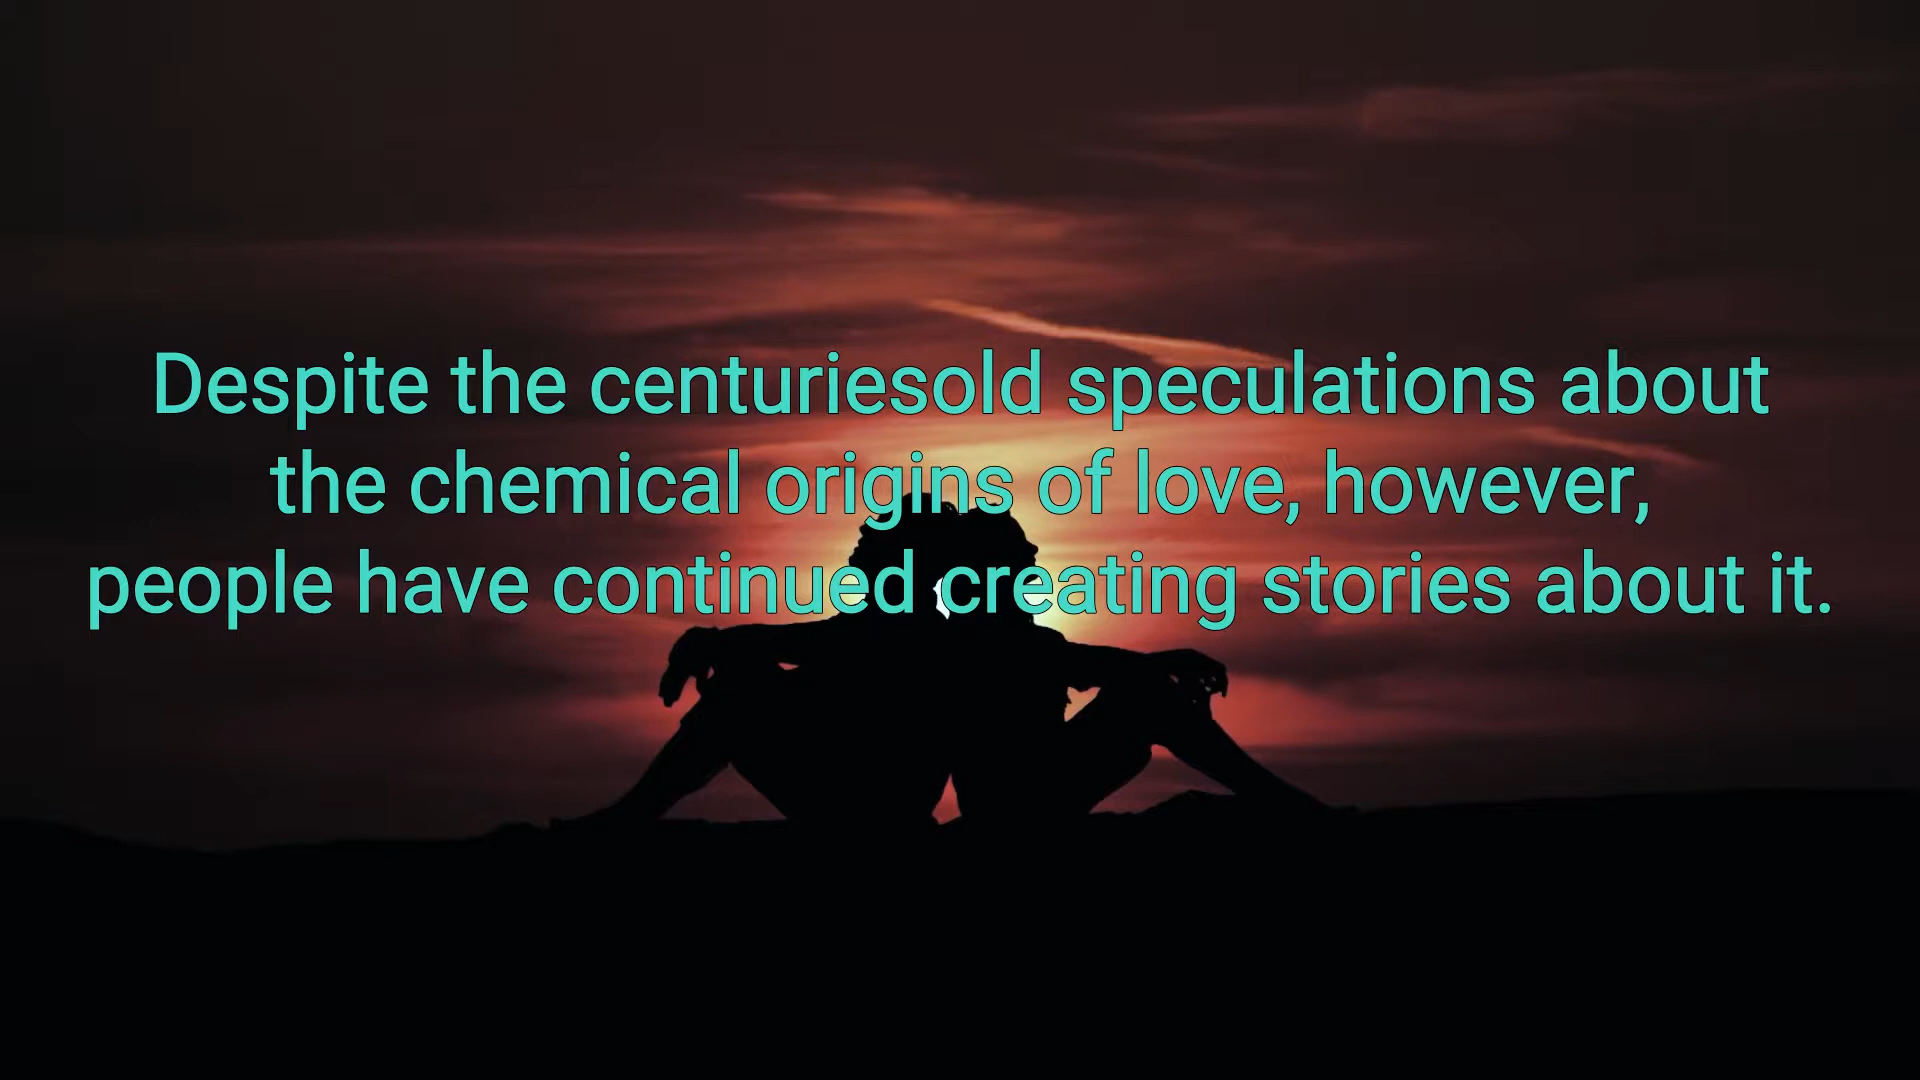 Despite the centuriesold speculations about
the chemical origins of love, however,
people have continued creating stories about it.